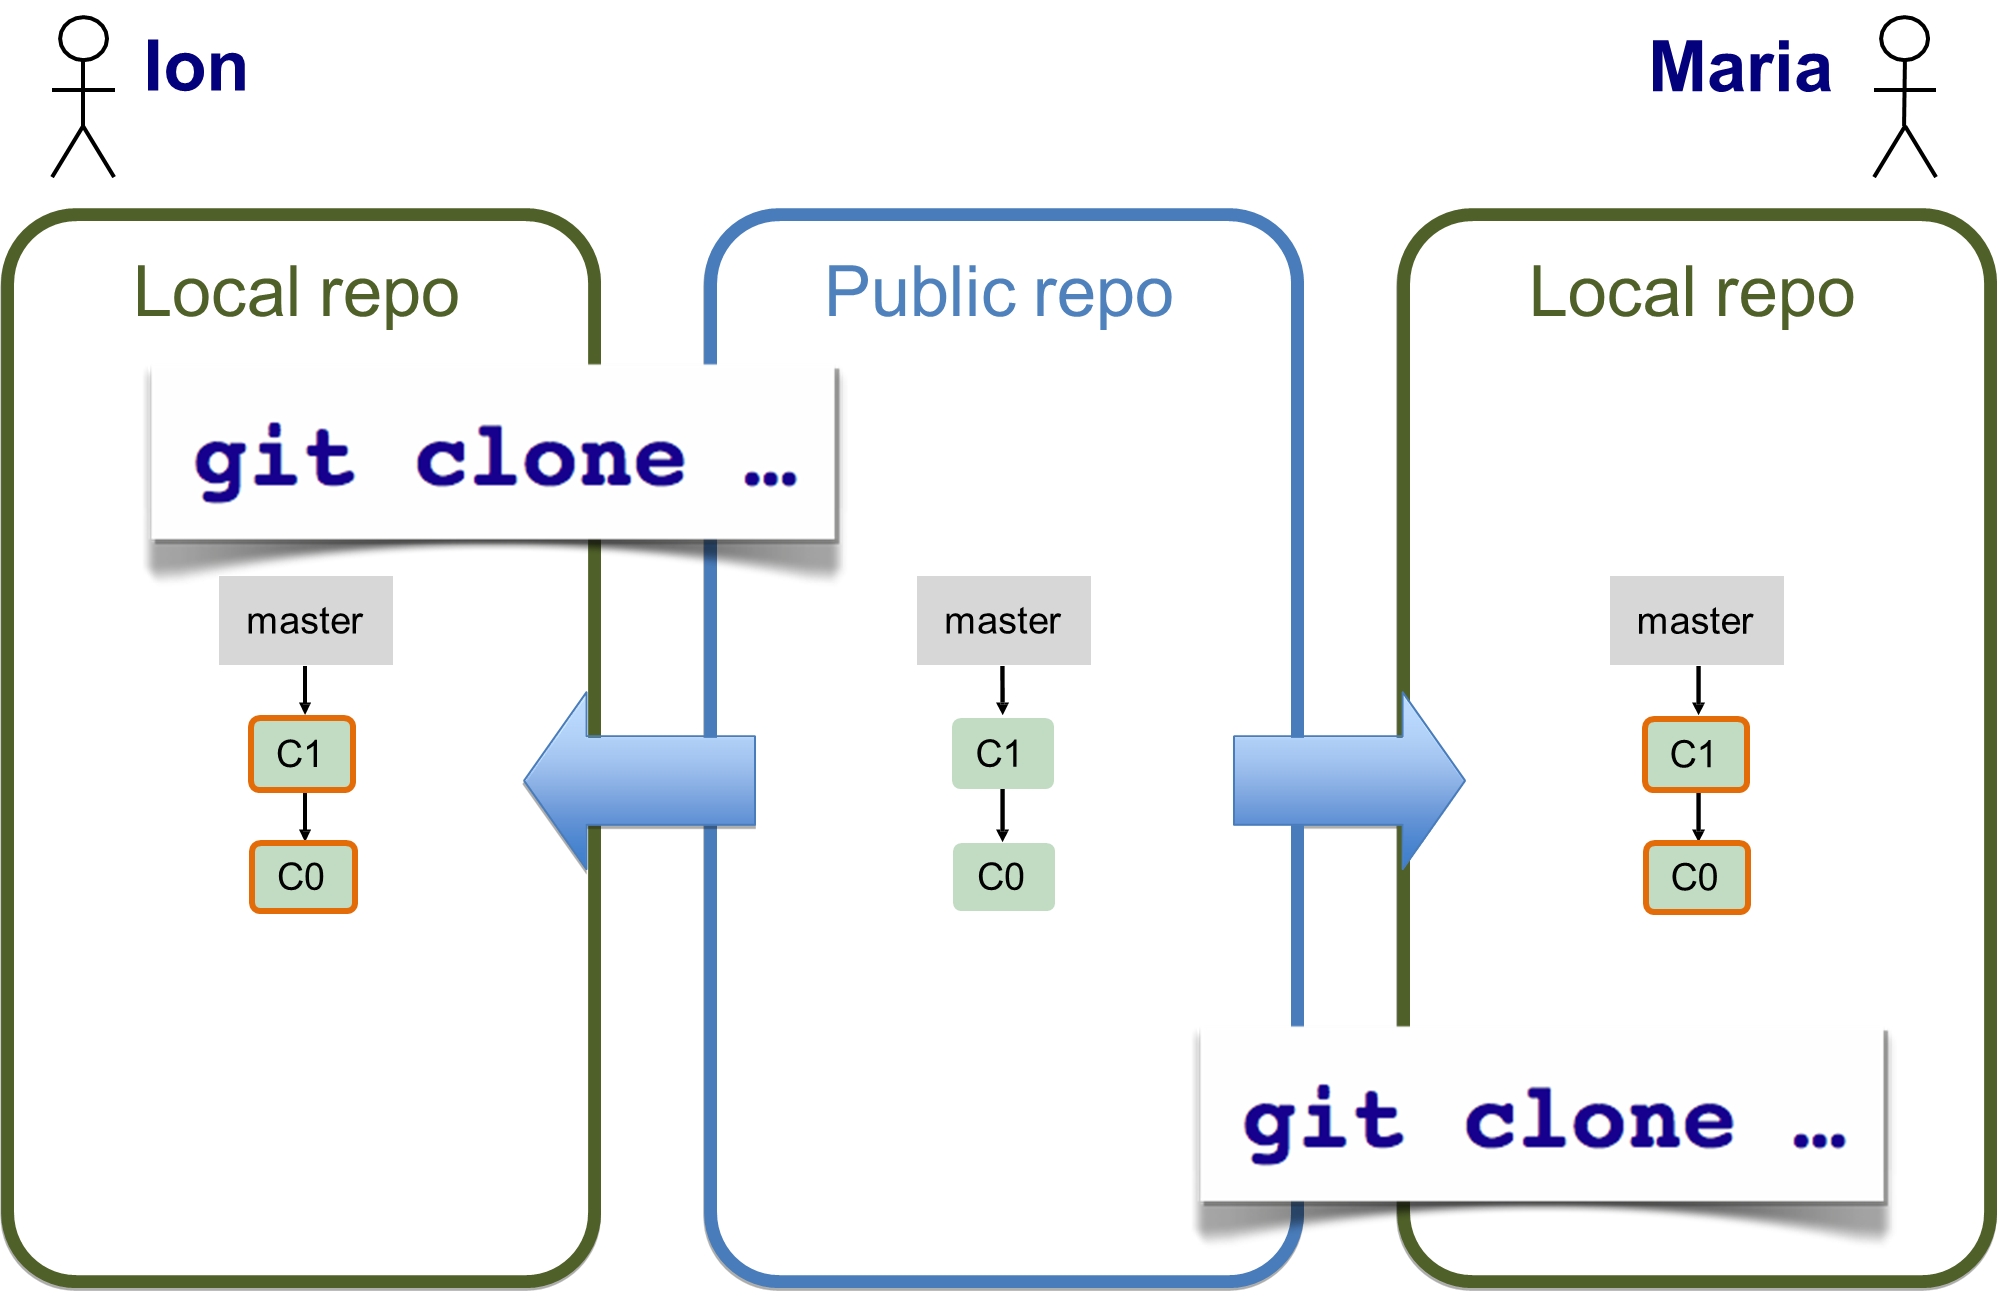 Ion
Maria
Local repo
Public repo
Local repo
git clone …
master
master
master
C1
C1
C1
C0
C0
C0
git clone …